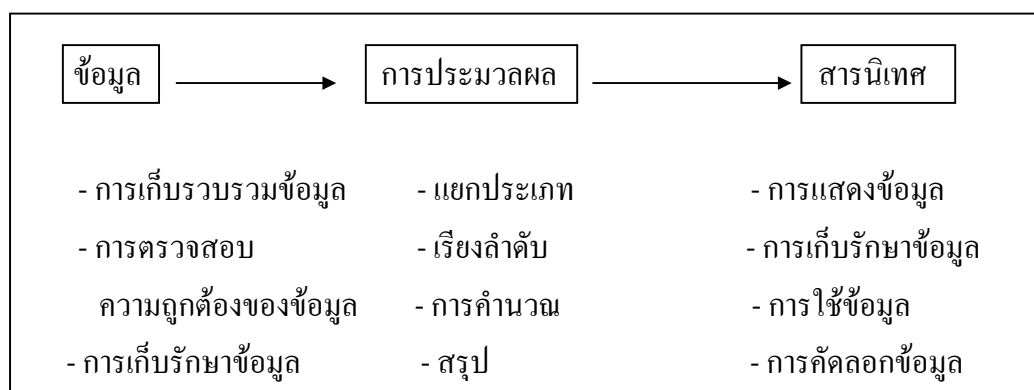 ข้อมูล การประมวลผล สารนิเทศ
- การเก็บรวบรวมข้อมูล - แยกประเภท - การแสดงข้อมูล
- การตรวจสอบ - เรียงลำดับ - การเก็บรักษาข้อมูล
ความถูกต้องของข้อมูล - การคำนวณ - การใช้ข้อมูล
- การเก็บรักษาข้อมูล - สรุป - การคัดลอกข้อมูล